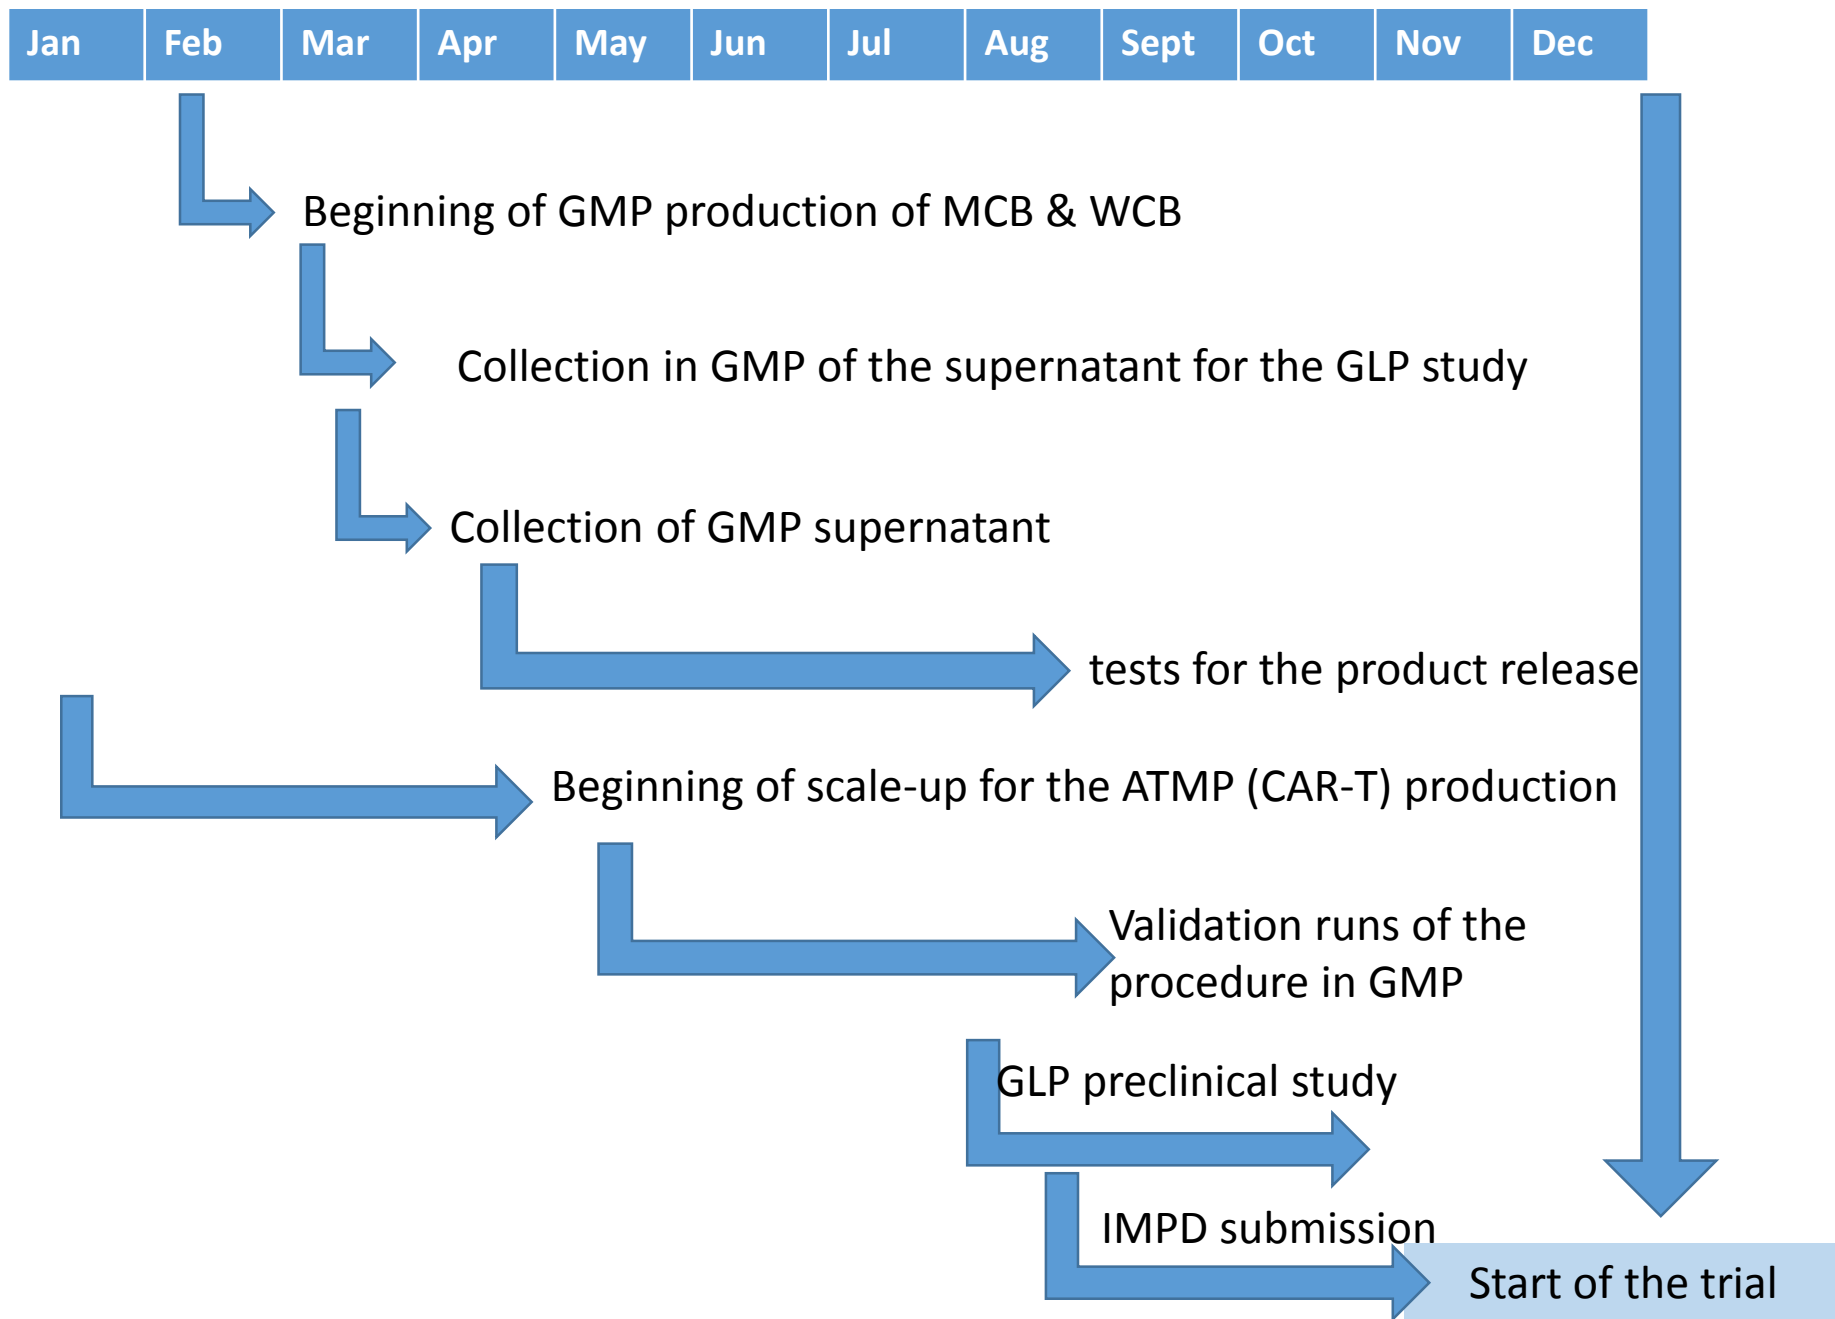 Jan Feb Mar Apr May Jun Jul Aug Sept Oct Nov Dec
Beginning of GMP production of MCB & WCB
Collection in GMP of the supernatant for the GLP study
Collection of GMP supernatant
tests for the product release
Beginning of scale-up for the ATMP (CAR-T) production
Validation runs of the
procedure in GMP
GLP preclinical study
IMPD submission
Start of the trial